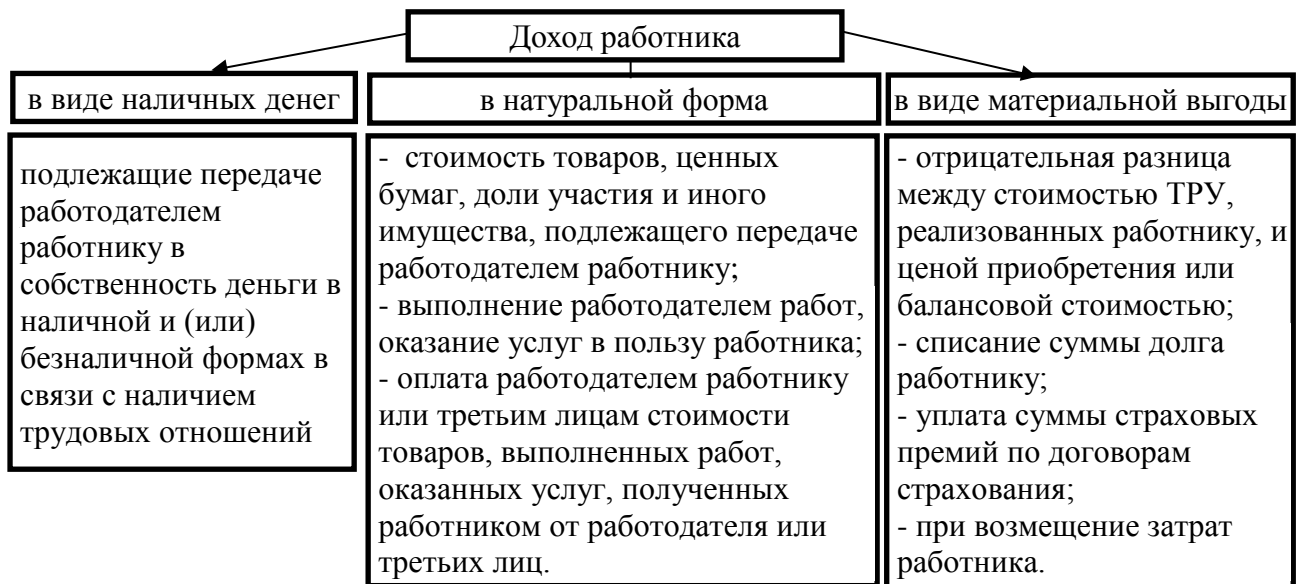 Доход работника
в виде наличных денег
подлежащие передаче
работодателем
работнику в
собственность деньги в
наличной и (или)
безналичной формах в
связи с наличием
трудовых отношений
в натуральной форма
- стоимость товаров, ценных
бумаг, доли участия и иного
имущества, подлежащего передаче
работодателем работнику;
- выполнение работодателем работ,
оказание услуг в пользу работника;
- оплата работодателем работнику
или третьим лицам стоимости
товаров, выполненных работ,
оказанных услуг, полученных
работником от работодателя или
третьих лиц.
в виде материальной выгоды
- отрицательная разница
между стоимостью ТРУ,
реализованных работнику, и
ценой приобретения или
балансовой стоимостью;
- списание суммы долга
работнику;
- уплата суммы страховых
премий по договорам
страхования;
- при возмещение затрат
работника.